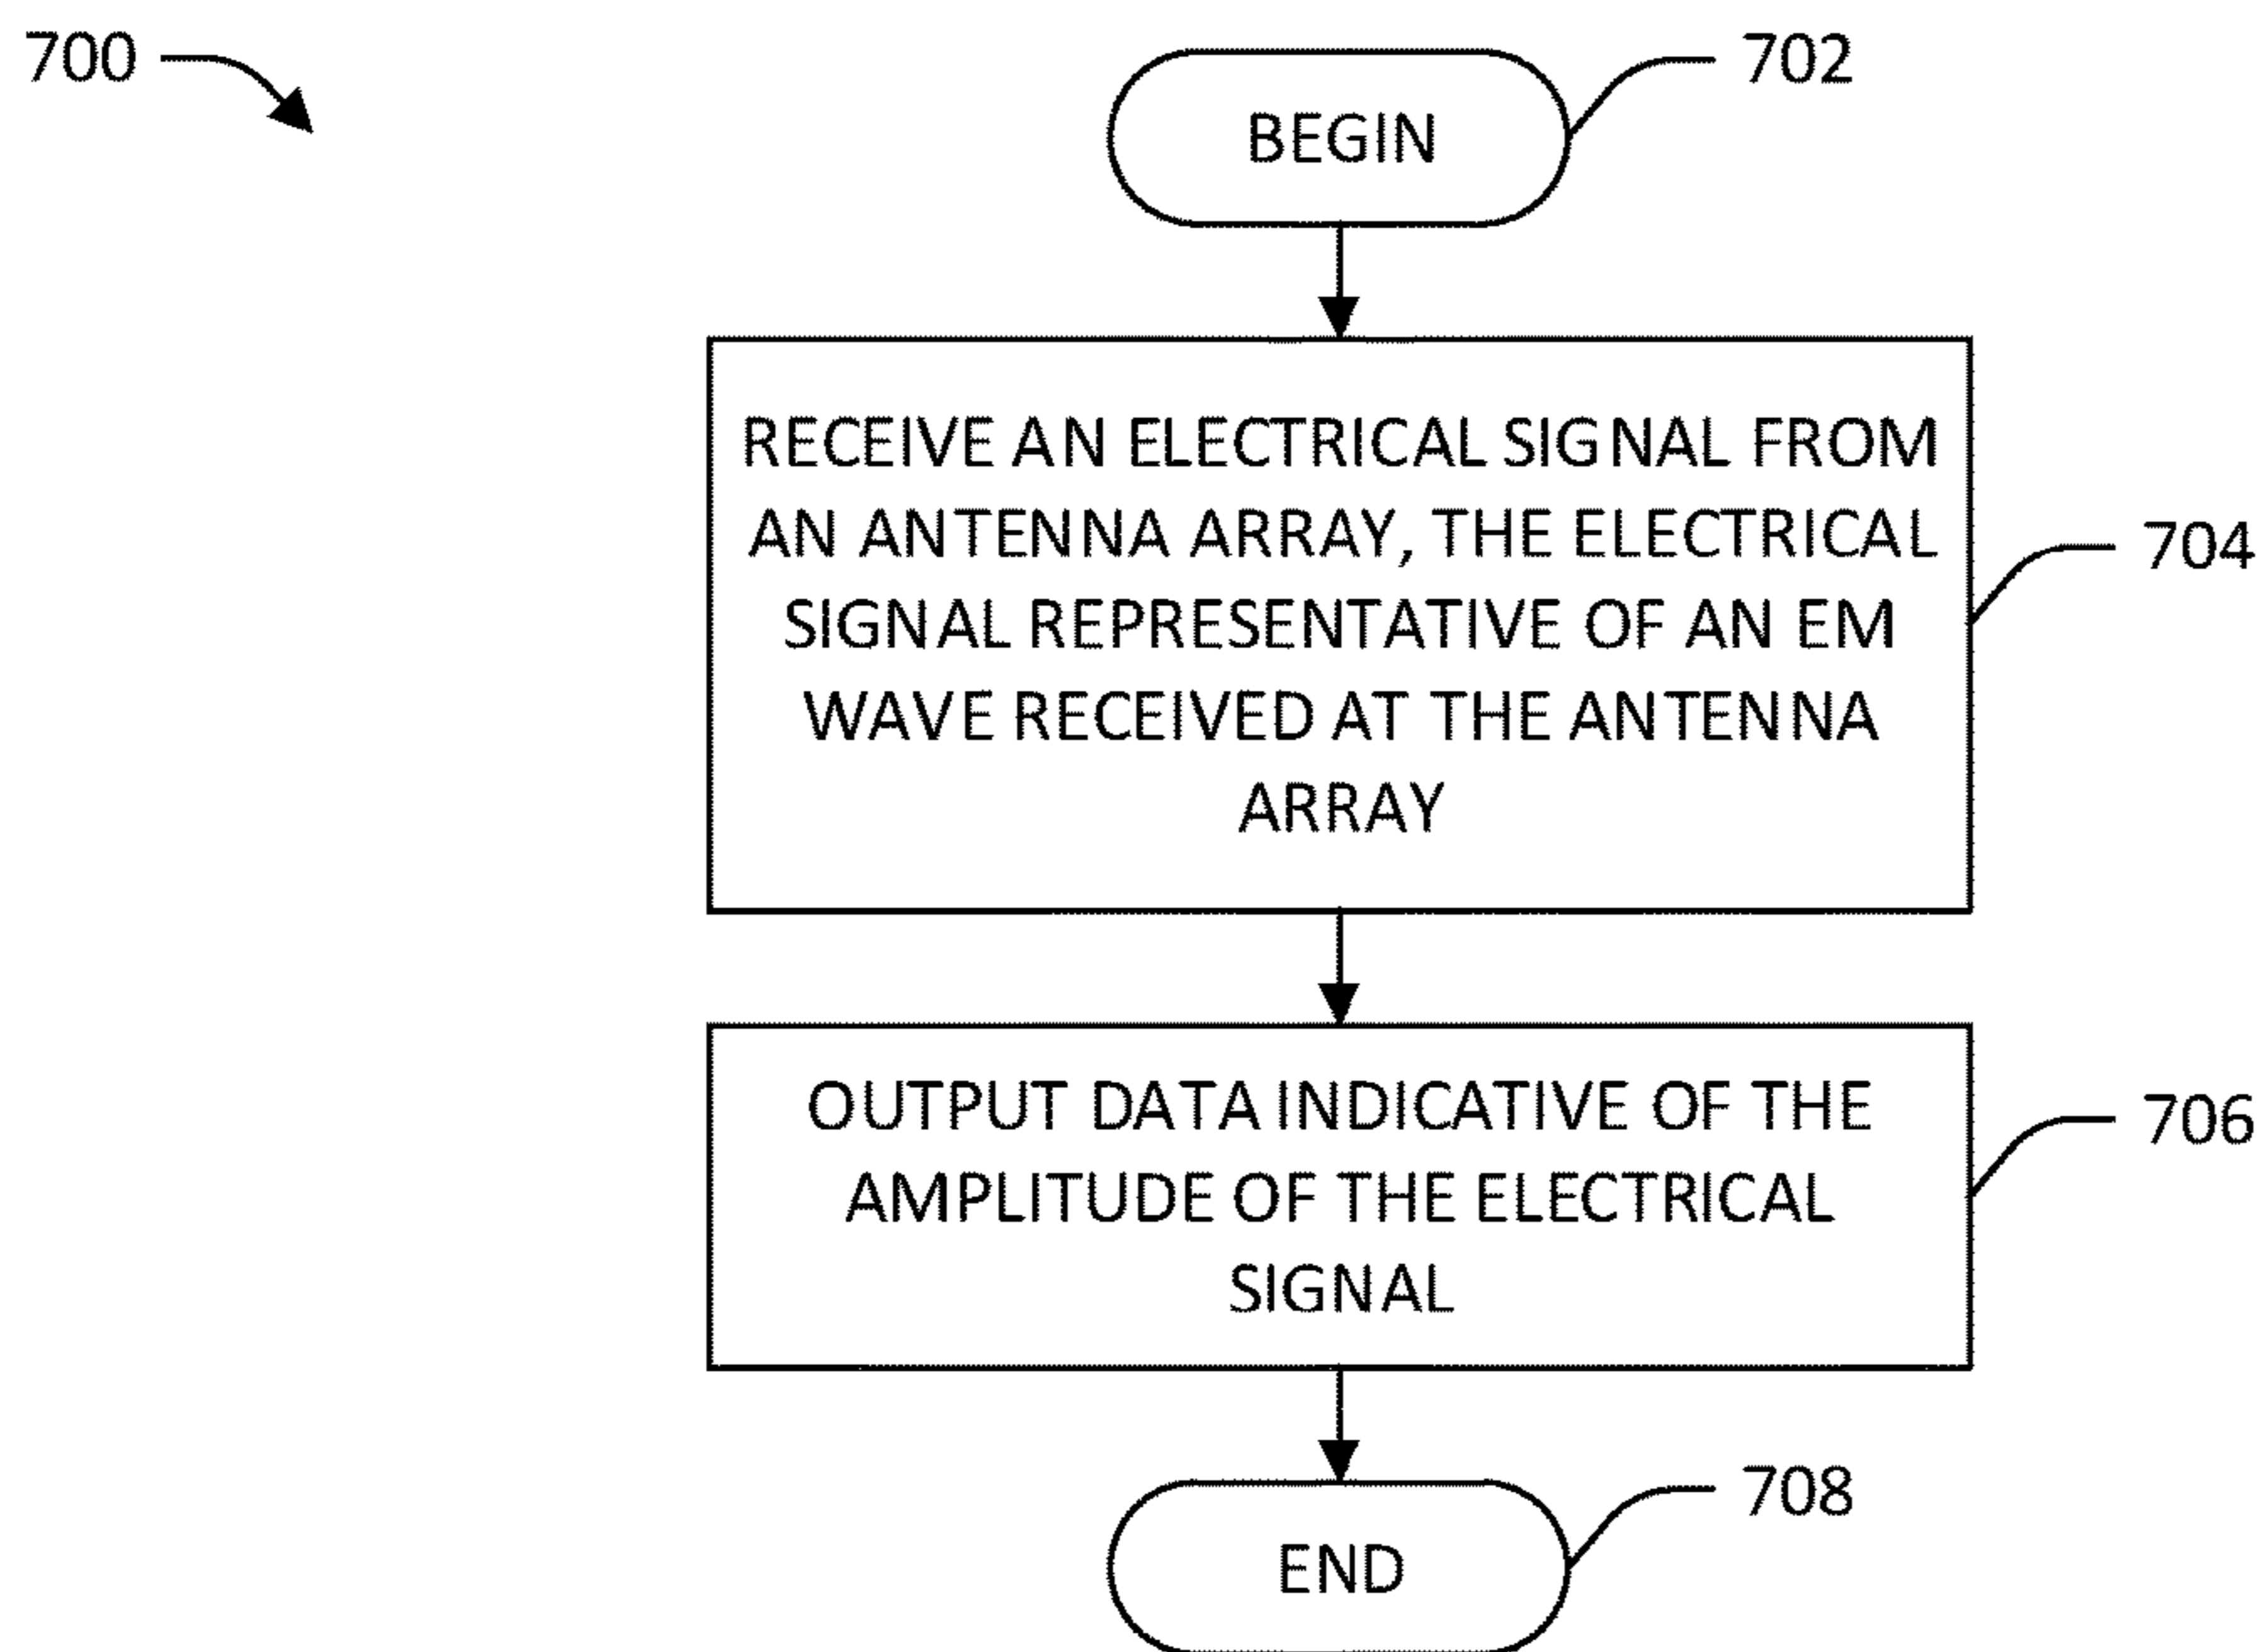 700
702
BEGIN
RECEIVE AN ELECTRICAL SIGNAL FROM
AN ANTENNA ARRAY, THE ELECTRICAL
SIGNAL REPRESENTATIVE OF AN EM
WAVE RECEIVED AT THE ANTENNA
ARRAY
704
OUTPUT DATA INDICATIVE OF THE
AMPLITUDE OF THE ELECTRICAL
SIGNAL
706
708
END